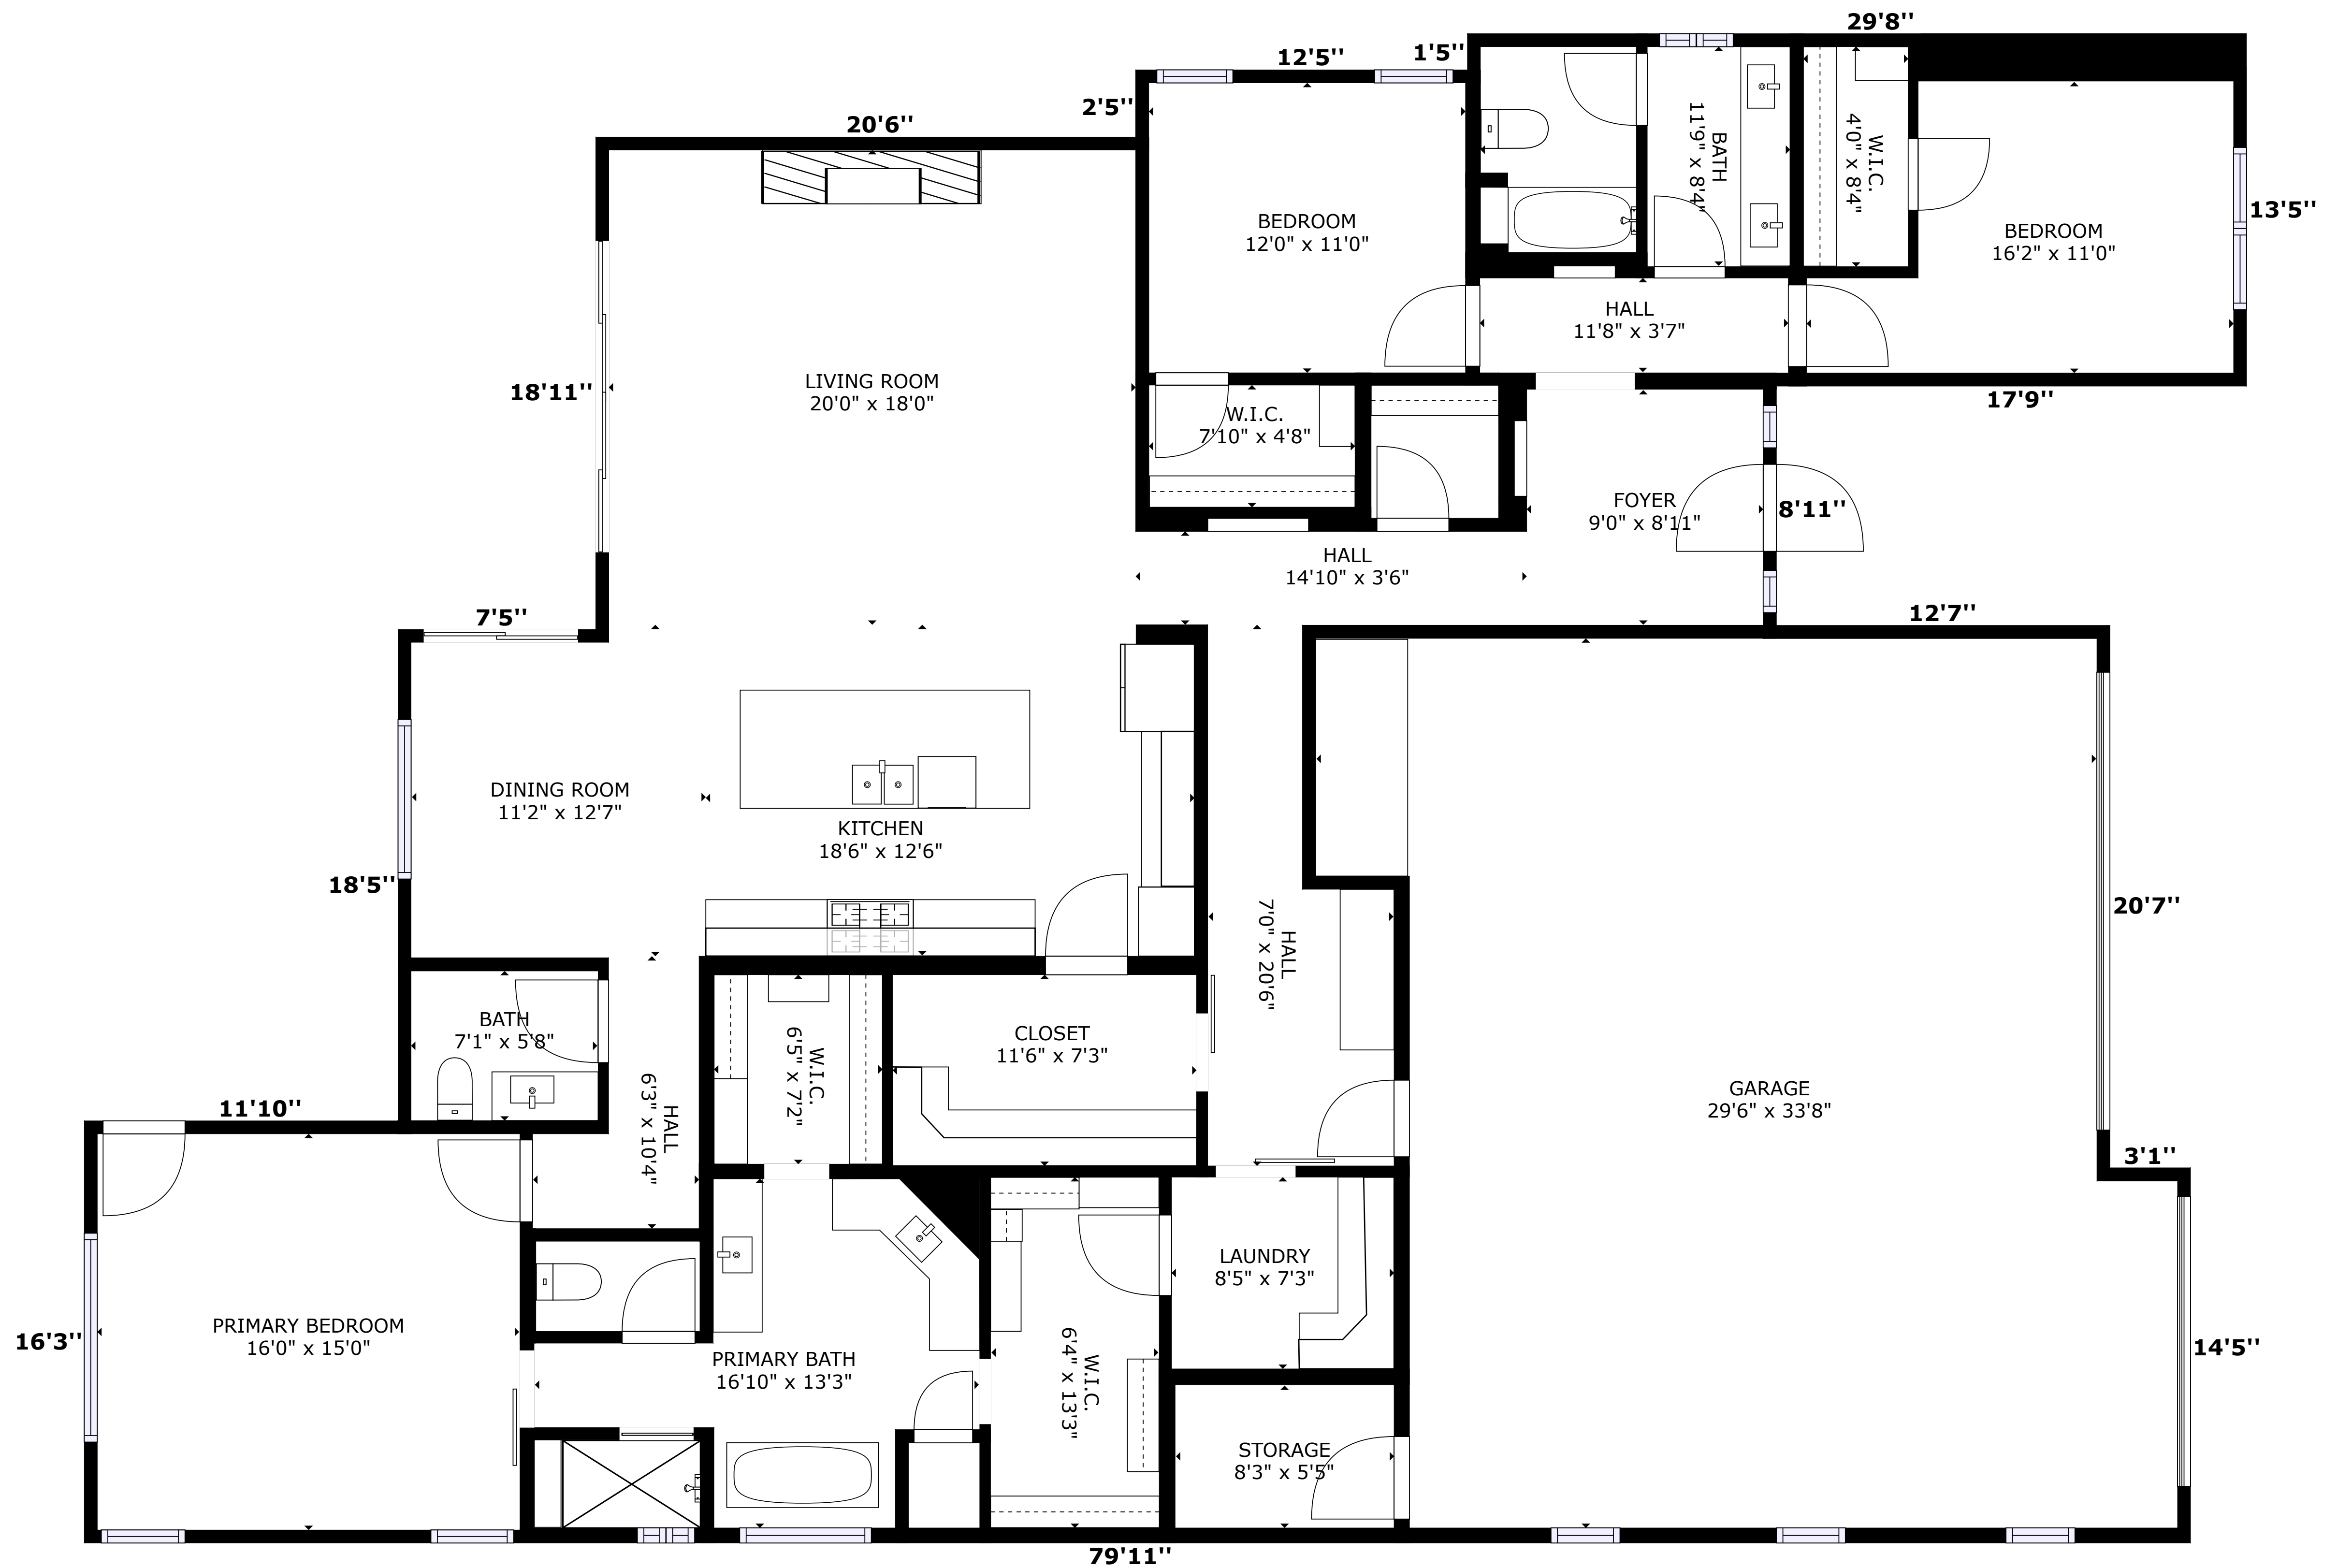 29'8''
12'5''
1'5''
2'5''
20'6''
BATH
11'9" x 8'4"
W.I.C.
4'0" x 8'4"
BEDROOM
12'0" x 11'0"
BEDROOM
16'2" x 11'0"
13'5''
HALL
11'8" x 3'7"
LIVING ROOM
20'0" x 18'0"
18'11''
17'9''
W.I.C.
7'10" x 4'8"
FOYER
9'0" x 8'11"
8'11''
HALL
14'10" x 3'6"
7'5''
12'7''
DINING ROOM
11'2" x 12'7"
KITCHEN
18'6" x 12'6"
18'5''
20'7''
HALL
7'0" x 20'6"
BATH
7'1" x 5'8"
CLOSET
11'6" x 7'3"
W.I.C.
6'5" x 7'2"
HALL
6'3" x 10'4"
GARAGE
29'6" x 33'8"
11'10''
3'1''
LAUNDRY
8'5" x 7'3"
PRIMARY BEDROOM
16'0" x 15'0"
16'3''
PRIMARY BATH
16'10" x 13'3"
W.I.C.
6'4" x 13'3"
14'5''
STORAGE
8'3" x 5'5"
79'11''